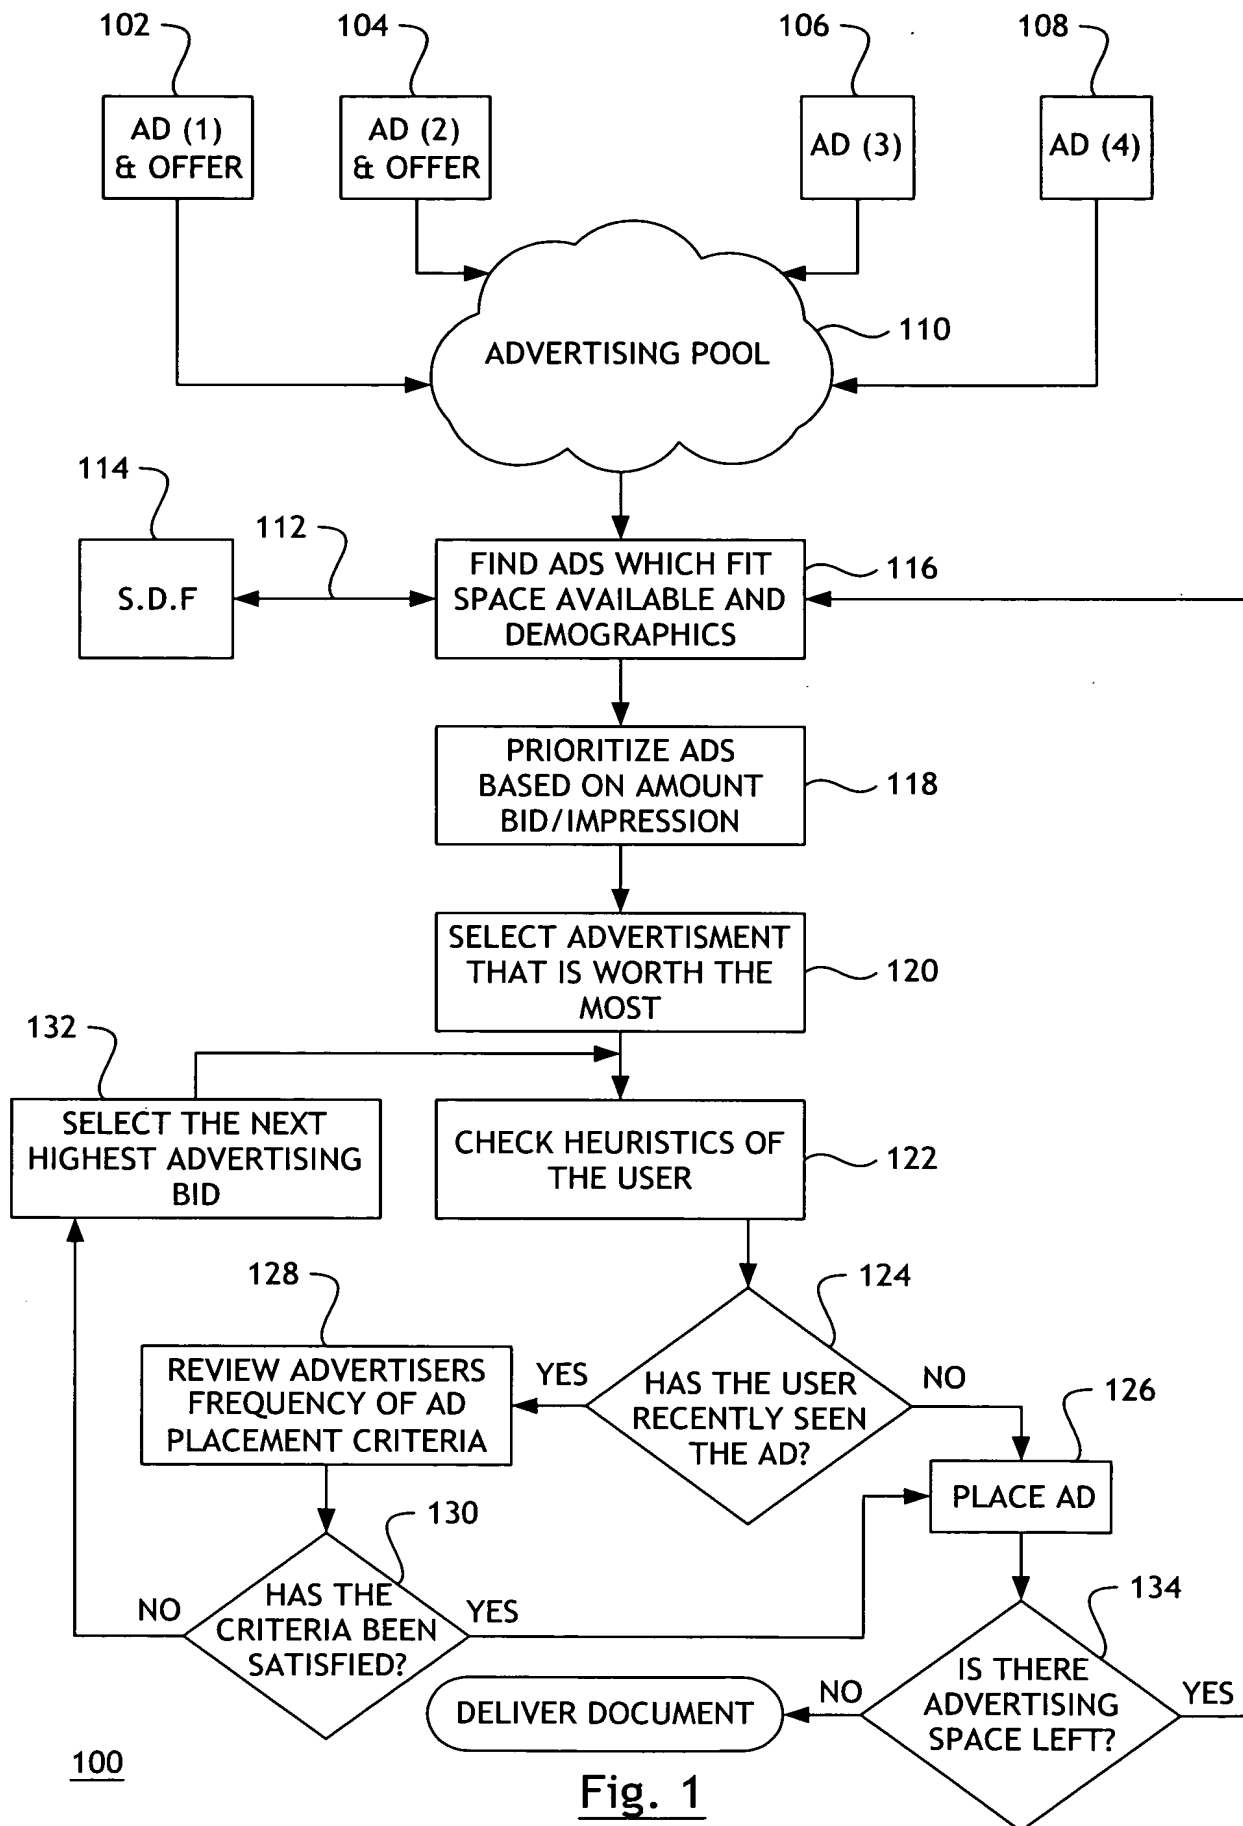 102
104
106
108
AD (1)
& OFFER
AD (2)
& OFFER
AD (3)
AD (4)
ADVERTISING POOL
110
114
112
S.D.F
FIND ADS WHICH FIT
SPACE AVAILABLE AND
DEMOGRAPHICS
116
PRIORITIZE ADS
BASED ON AMOUNT
BID/IMPRESSION
118
SELECT ADVERTISMENT
THAT IS WORTH THE
MOST
120
132
SELECT THE NEXT
HIGHEST ADVERTISING
BID
CHECK HEURISTICS OF
THE USER
122
128
124
REVIEW ADVERTISERS
FREQUENCY OF AD
PLACEMENT CRITERIA
YES
HAS THE USER
RECENTLY SEEN
THE AD?
NO
126
PLACE AD
130
HAS THE
CRITERIA BEEN
SATISFIED?
NO
YES
134
IS THERE
ADVERTISING
SPACE LEFT?
NO
YES
DELIVER DOCUMENT
100
Fig. 1